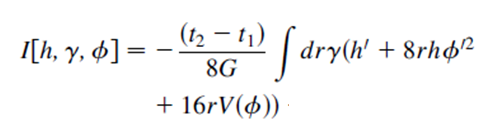 I[h, γ, ϕ] = − (t₂ − t₁)/8G ∫ drγ(h′ + 8rhϕ′²
+ 16rV(ϕ))